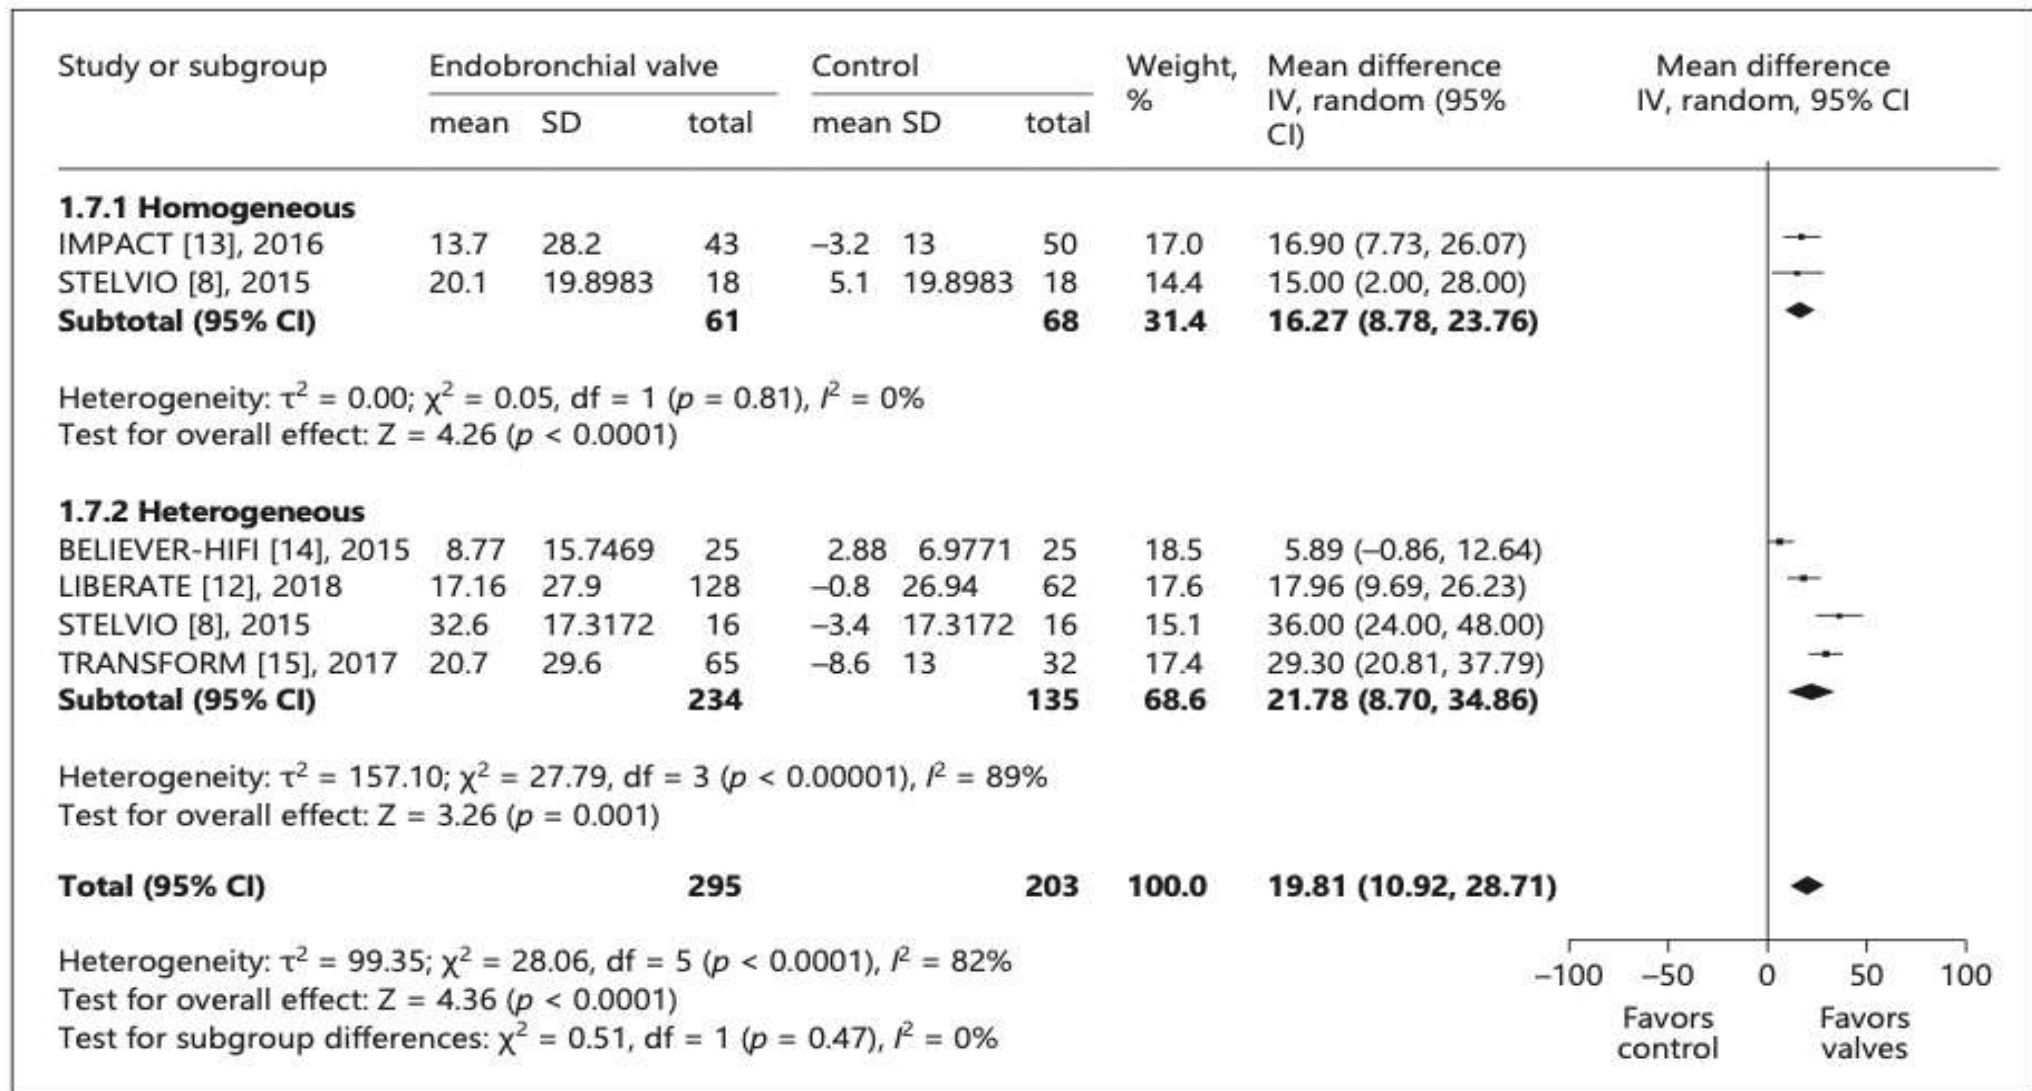 Study or subgroup Endobronchial valve Control Weight, % Mean difference IV, random (95% CI) Mean difference IV, random, 95% CI
mean SD total mean SD total
1.7.1 Homogeneous
IMPACT [13], 2016 13.7 28.2 43 –3.2 13 50 17.0 16.90 (7.73, 26.07)
STELVIO [8], 2015 20.1 19.8983 18 5.1 19.8983 18 14.4 15.00 (2.00, 28.00)
Subtotal (95% CI) 61 68 31.4 16.27 (8.78, 23.76)
Heterogeneity: τ² = 0.00; χ² = 0.05, df = 1 (p = 0.81), I² = 0%
Test for overall effect: Z = 4.26 (p < 0.0001)
1.7.2 Heterogeneous
BELIEVER-HIFI [14], 2015 8.77 15.7469 25 2.88 6.9771 25 18.5 5.89 (–0.86, 12.64)
LIBERATE [12], 2018 17.16 27.9 128 –0.8 26.94 62 17.6 17.96 (9.69, 26.23)
STELVIO [8], 2015 32.6 17.3172 16 –3.4 17.3172 16 15.1 36.00 (24.00, 48.00)
TRANSFORM [15], 2017 20.7 29.6 65 –8.6 13 32 17.4 29.30 (20.81, 37.79)
Subtotal (95% CI) 234 135 68.6 21.78 (8.70, 34.86)
Heterogeneity: τ² = 157.10; χ² = 27.79, df = 3 (p < 0.00001), I² = 89%
Test for overall effect: Z = 3.26 (p = 0.001)
Total (95% CI) 295 203 100.0 19.81 (10.92, 28.71)
Heterogeneity: τ² = 99.35; χ² = 28.06, df = 5 (p < 0.0001), I² = 82%
Test for overall effect: Z = 4.36 (p < 0.0001)
Test for subgroup differences: χ² = 0.51, df = 1 (p = 0.47), I² = 0%
–100 –50 0 50 100
Favors control Favors valves